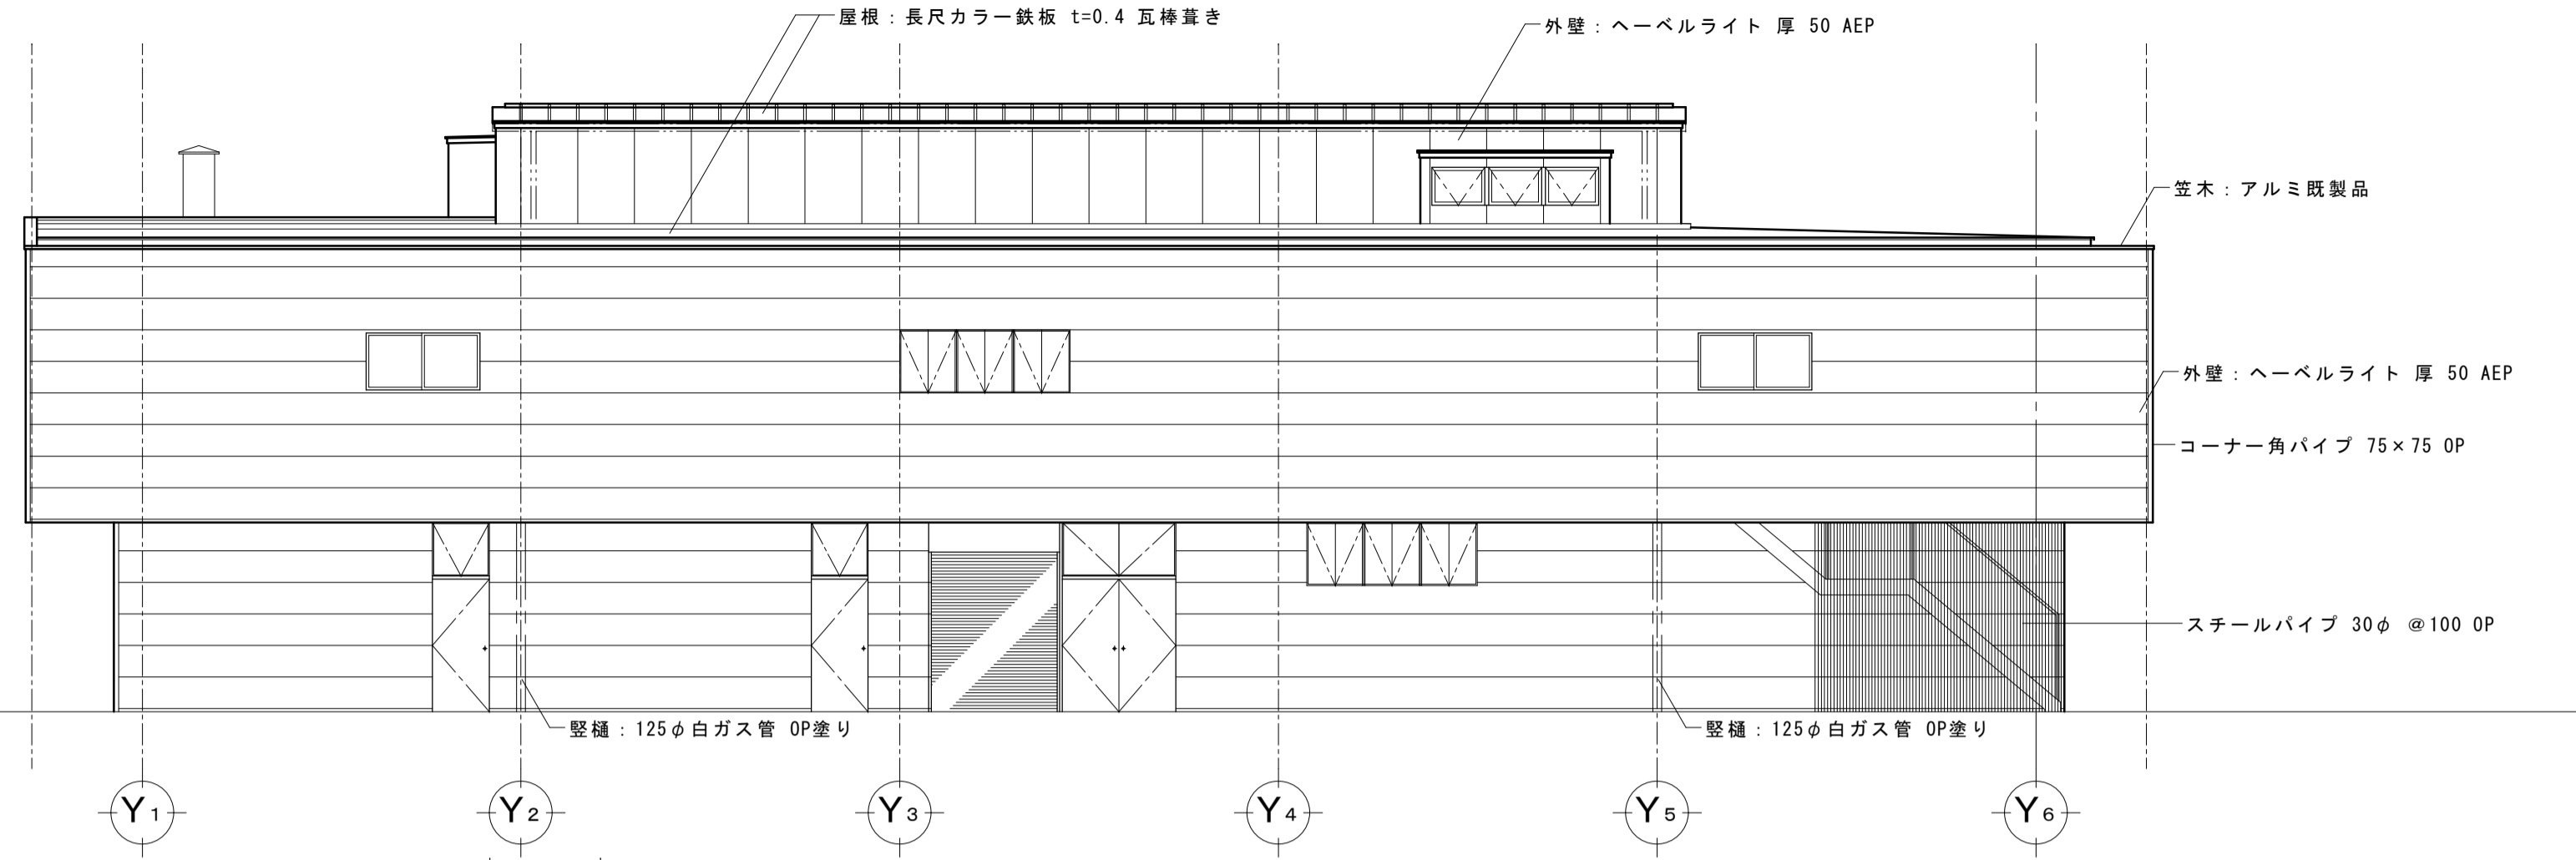 屋根：長尺カラー鉄板 t=0.4 瓦棒葺き
外壁：ヘーベルライト 厚 50 AEP
笠木：アルミ既製品
外壁：ヘーベルライト 厚 50 AEP
コーナー角パイプ 75×75 OP
スチールパイプ 30φ @100 OP
竪樋：125φ白ガス管 OP塗り
竪樋：125φ白ガス管 OP塗り
Y1
Y2
Y3
Y4
Y5
Y6